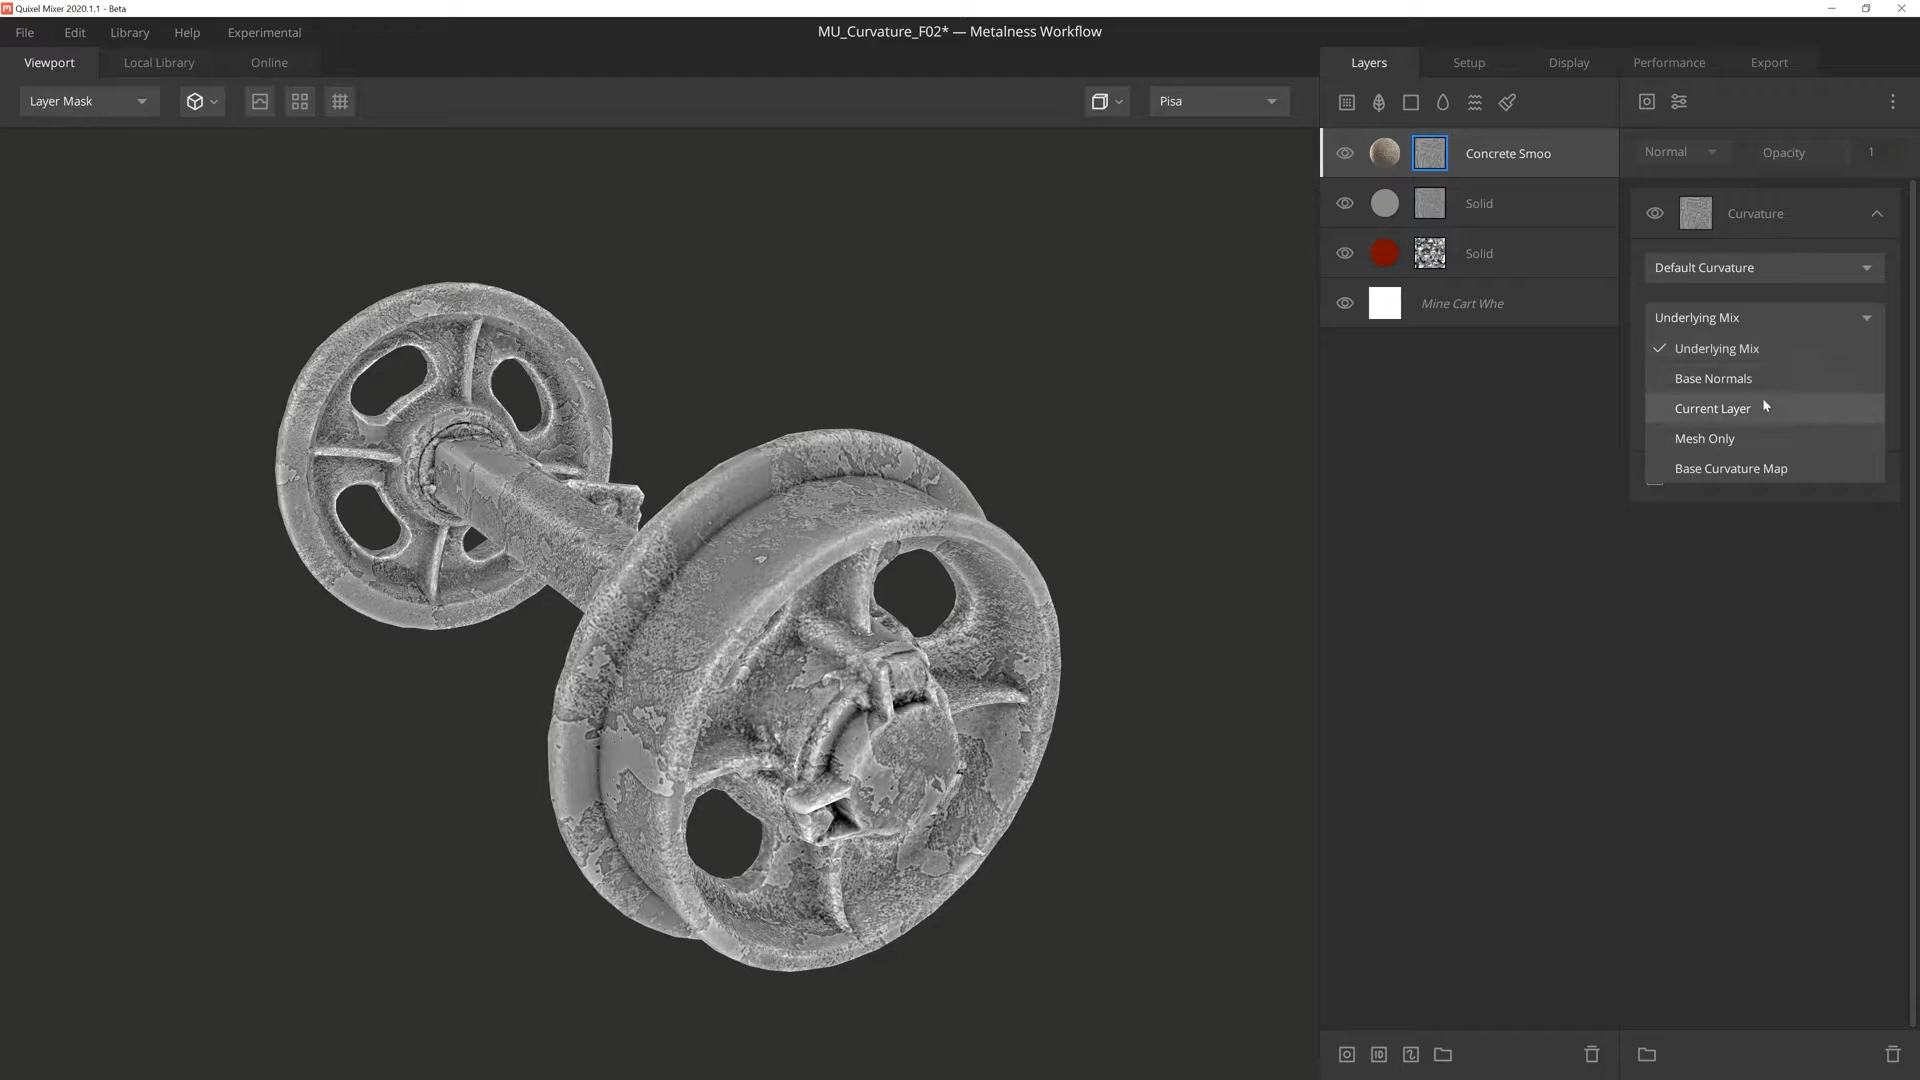 Quixel Mixer 2020.1.1 - Beta
File Edit Library Help Experimental
MU_Curvature_F02* — Metalness Workflow
Viewport Local Library Online
Layers Setup Display Performance Export
Layer Mask
Pisa
Concrete Smoo
Normal Opacity 1
Solid
Curvature
Solid
Default Curvature
Mine Cart Whe
Underlying Mix
Underlying Mix
Base Normals
Current Layer
Mesh Only
Base Curvature Map
ID